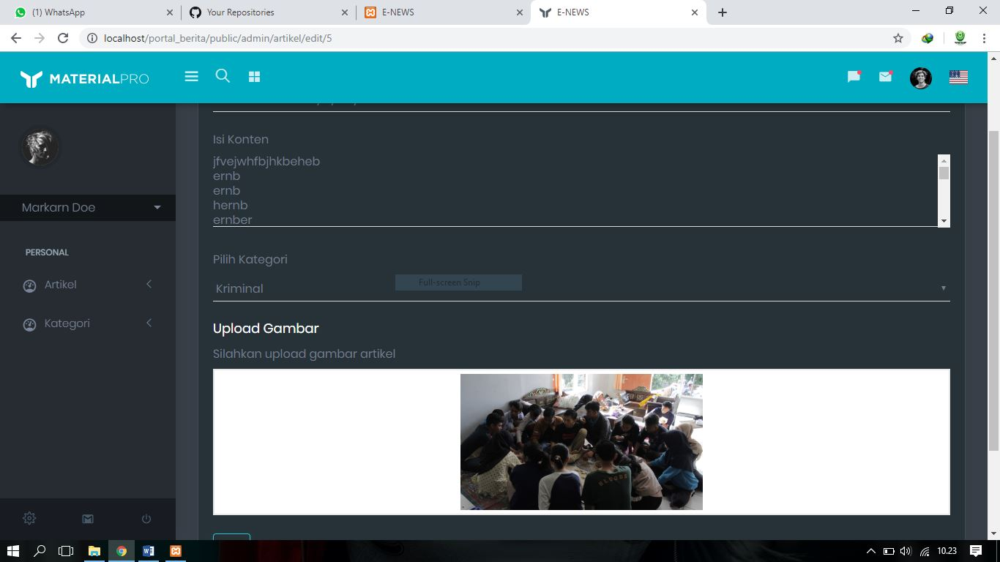 (1) WhatsApp
Your Repositories
E-NEWS
E-NEWS
localhost/portal_berita/public/admin/artikel/edit/5
MATERIALPRO
Isi Konten
jfvejwhfbjhkbeheb
ernb
ernb
hernb
ernber
Markarn Doe
PERSONAL
Artikel
Kategori
Pilih Kategori
Full-screen Snip
Kriminal
Upload Gambar
Silahkan upload gambar artikel
10.23